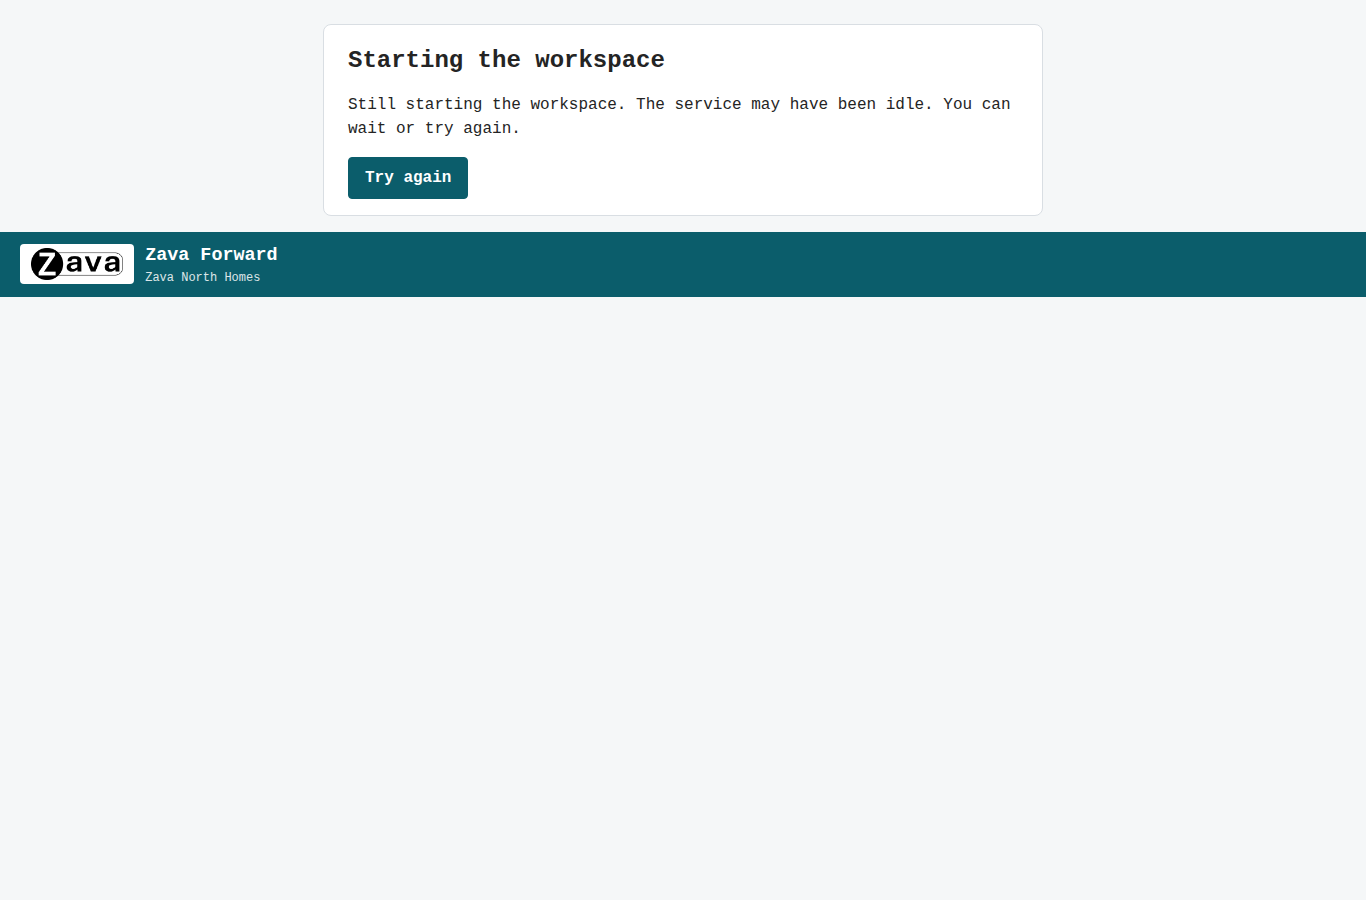 Starting the workspace
Still starting the workspace. The service may have been idle. You can
wait or try again.
Try again
Zava
Zava Forward
Zava North Homes